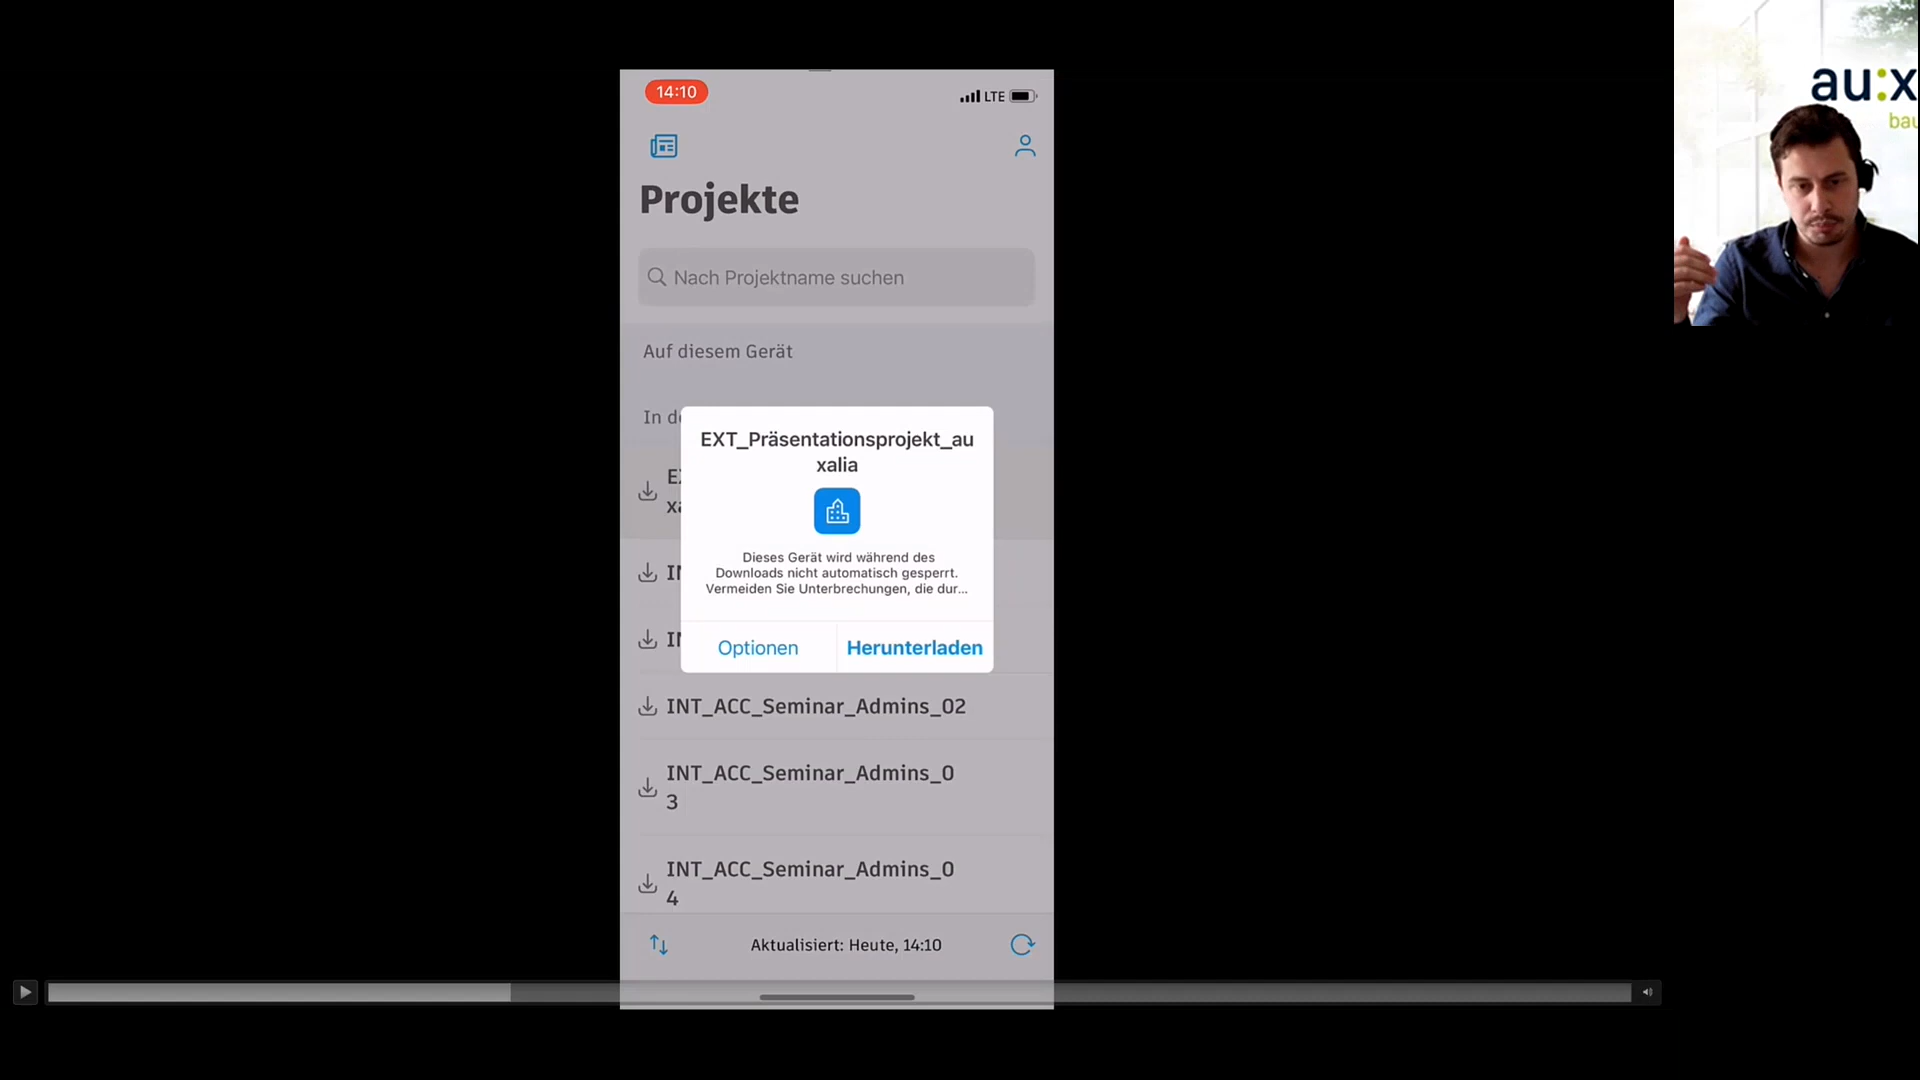 14:10
LTE
Projekte
Nach Projektname suchen
Auf diesem Gerät
In d
EXT_Präsentationsprojekt_au
xalia
Dieses Gerät wird während des
Downloads nicht automatisch gesperrt.
Vermeiden Sie Unterbrechungen, die dur...
Optionen
Herunterladen
INT_ACC_Seminar_Admins_02
INT_ACC_Seminar_Admins_0
3
INT_ACC_Seminar_Admins_0
4
Aktualisiert: Heute, 14:10
au:x
bau